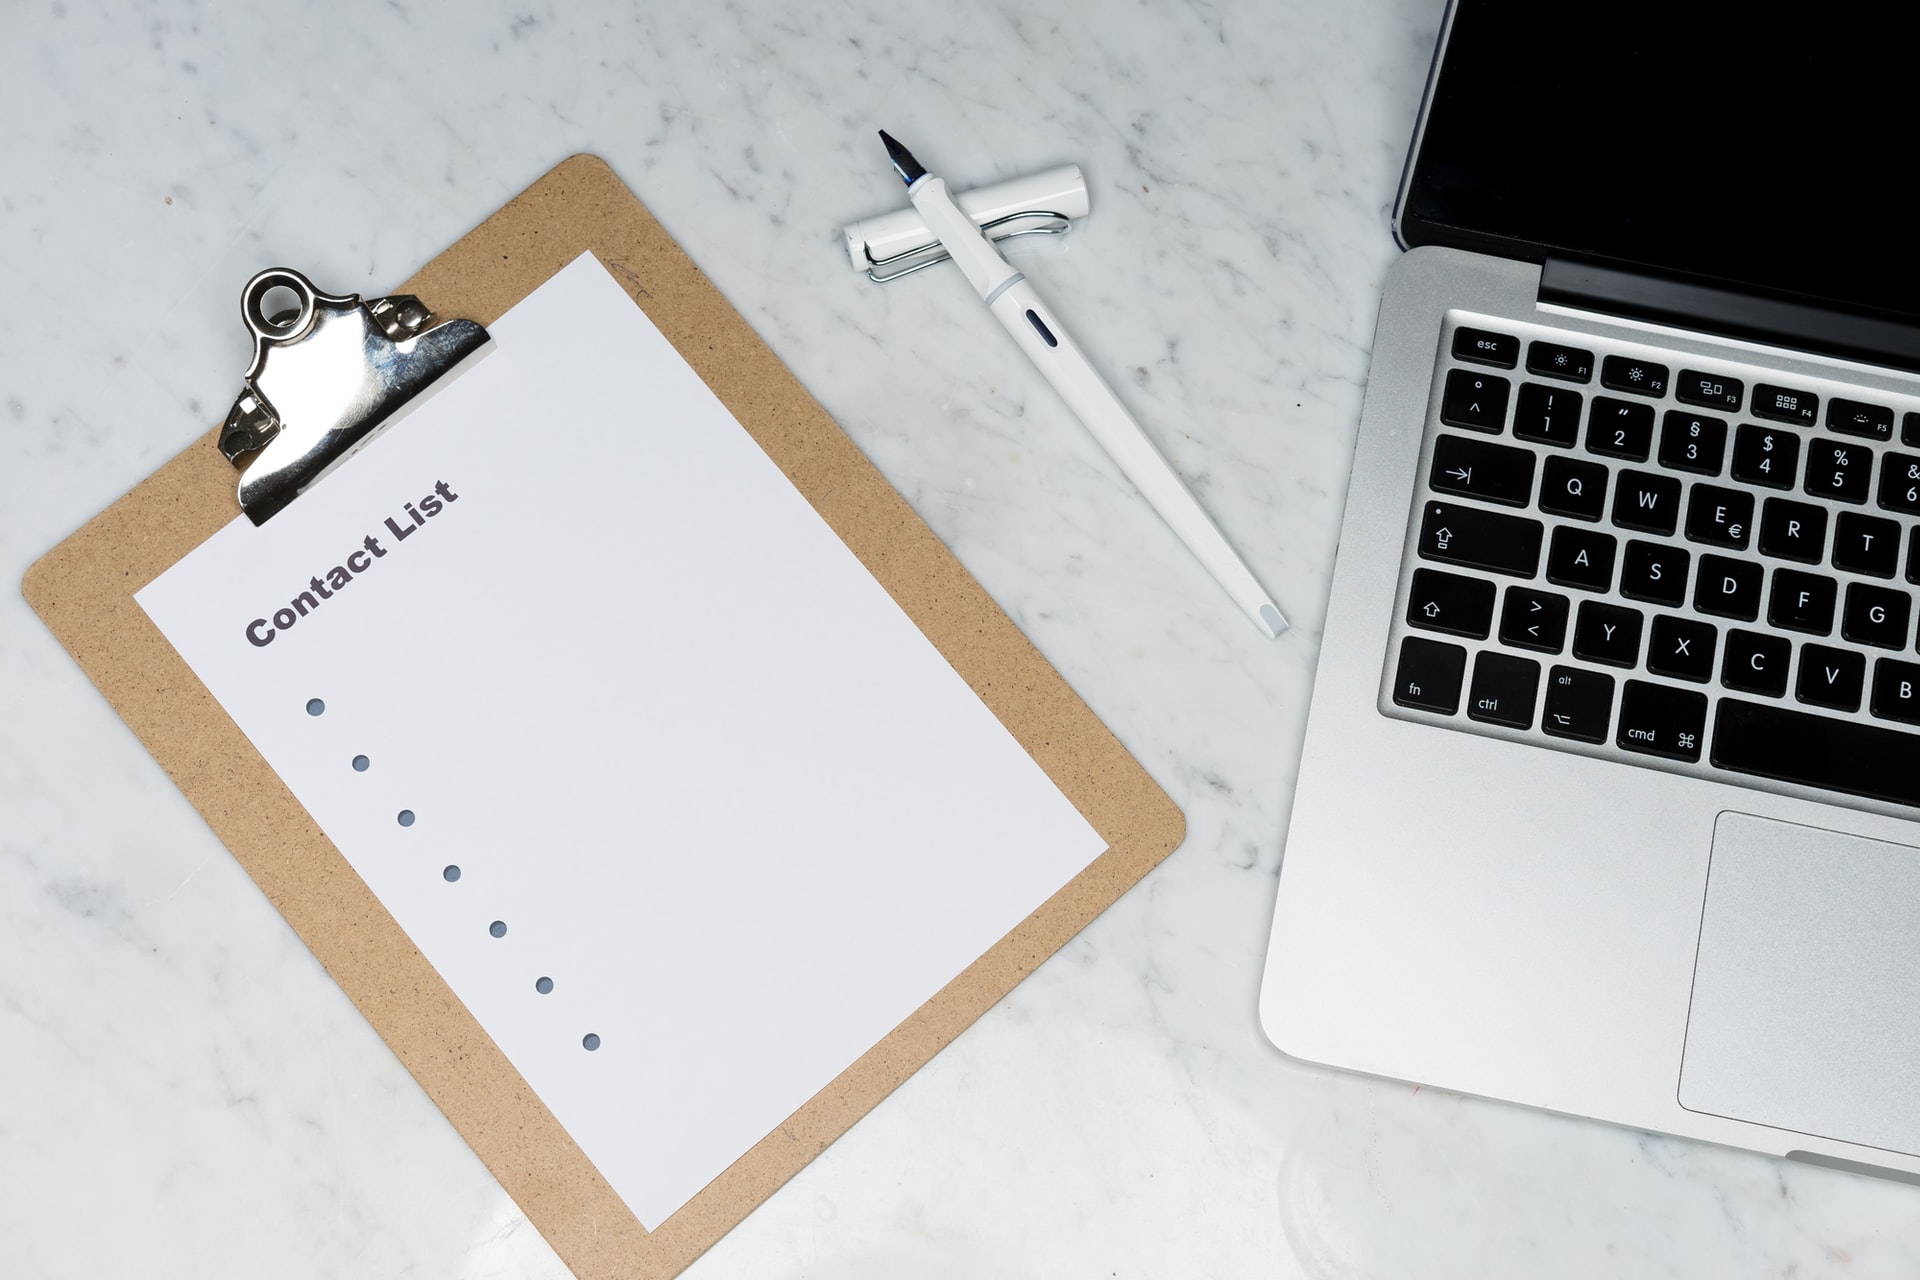 Contact List
esc F1 F2 F3 F4 F5
° ^ ! 1 " 2 § 3 $ 4 % 5 & 6
Q W E € R T
A S D F G
> < Y X C V B
fn ctrl alt cmd ⌘